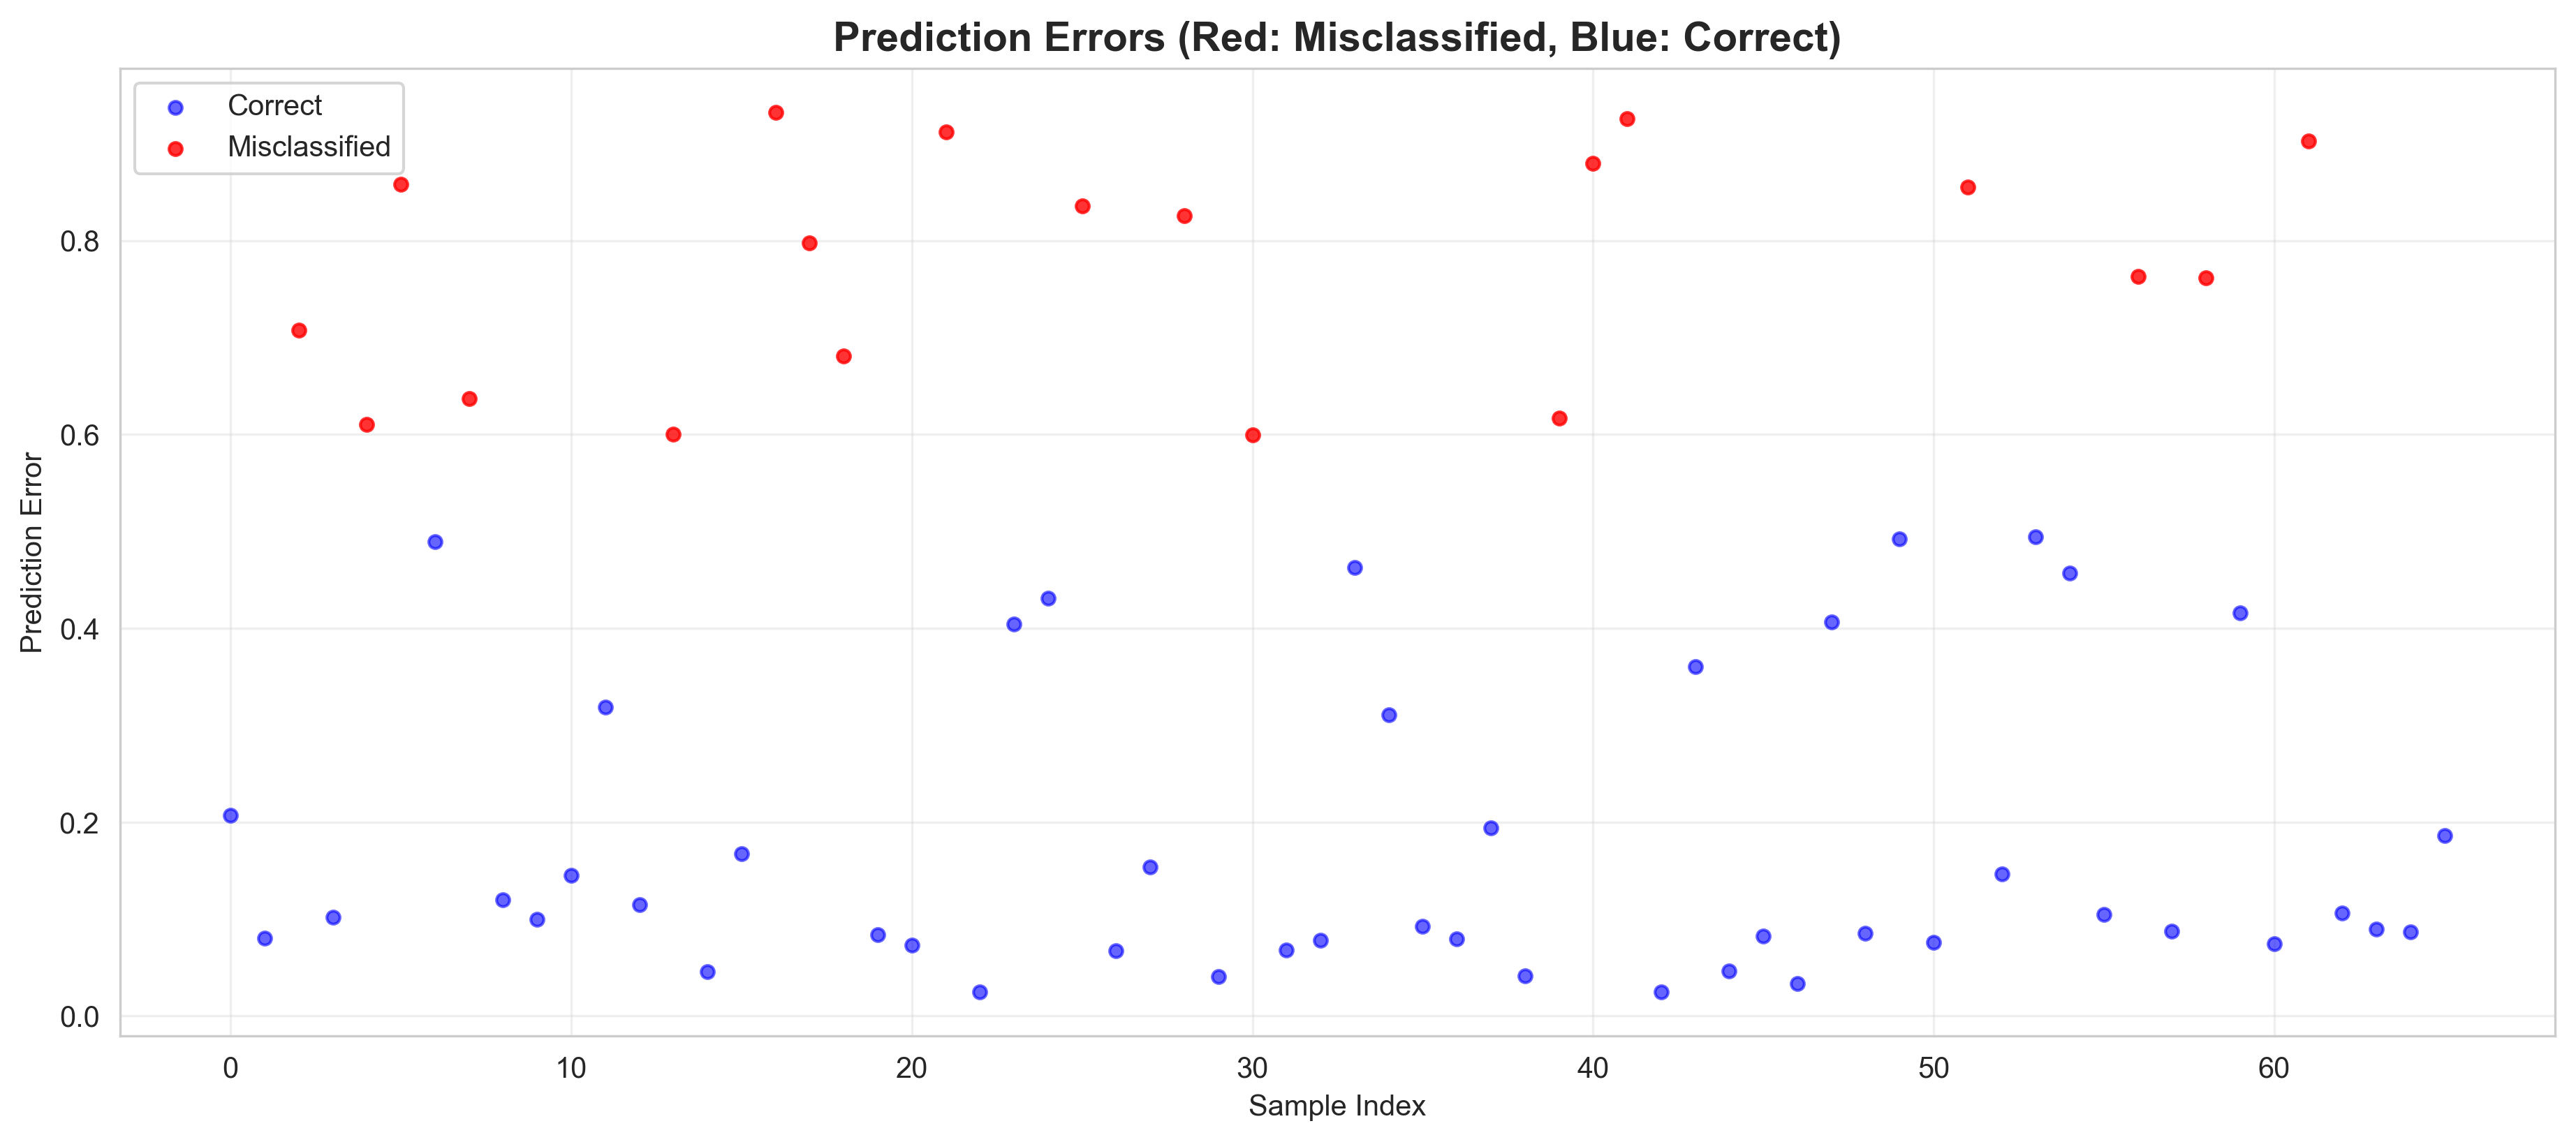 Prediction Errors (Red: Misclassified, Blue: Correct)
Correct
Misclassified
0.8
0.6
0.4
0.2
0.0
Prediction Error
0
10
20
30
40
50
60
Sample Index